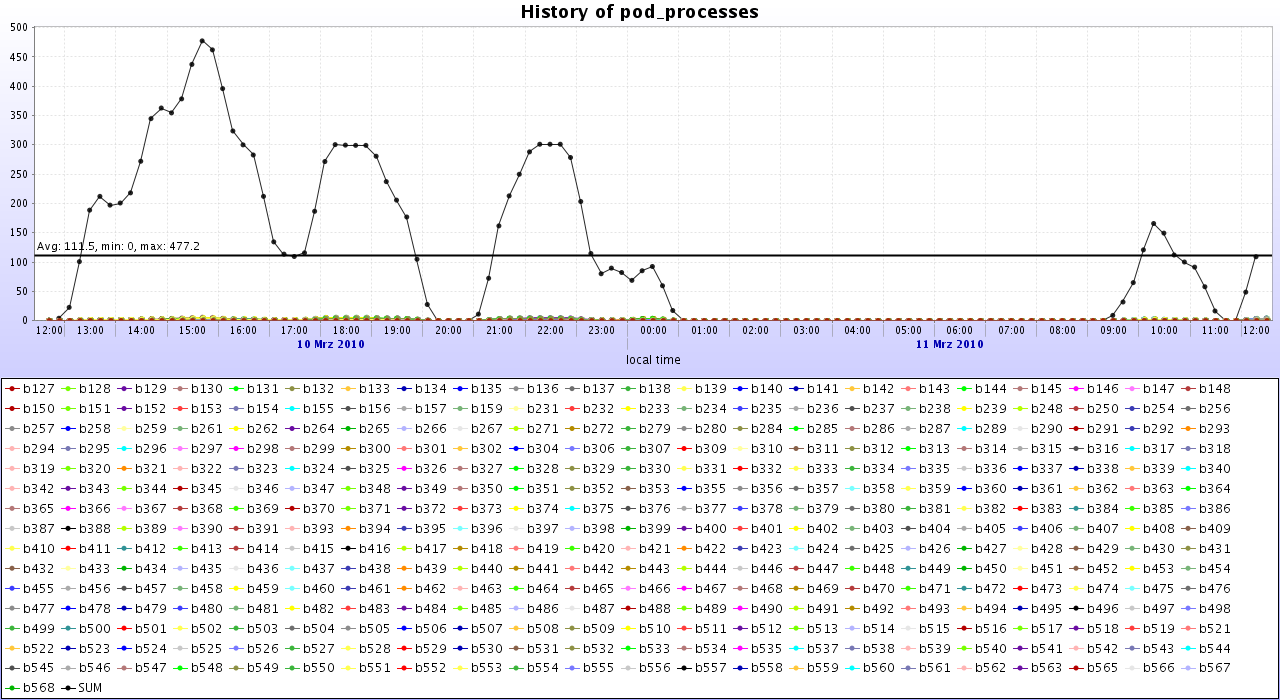 History of pod_processes
500
450
400
350
300
250
200
150
100
50
0
Avg: 111.5, min: 0, max: 477.2
12:00 13:00 14:00 15:00 16:00 17:00 18:00 19:00 20:00 21:00 22:00 23:00 00:00 01:00 02:00 03:00 04:00 05:00 06:00 07:00 08:00 09:00 10:00 11:00 12:00
10 Mrz 2010 11 Mrz 2010
local time
b127 b128 b129 b130 b131 b132 b133 b134 b135 b136 b137 b138 b139 b140 b141 b142 b143 b144 b145 b146 b147 b148
b150 b151 b152 b153 b154 b155 b156 b157 b159 b231 b232 b233 b234 b235 b236 b237 b238 b239 b248 b250 b254 b256
b257 b258 b259 b261 b262 b264 b265 b266 b267 b271 b272 b279 b280 b284 b285 b286 b287 b289 b290 b291 b292 b293
b294 b295 b296 b297 b298 b299 b300 b301 b302 b304 b306 b307 b309 b310 b311 b312 b313 b314 b315 b316 b317 b318
b319 b320 b321 b322 b323 b324 b325 b326 b327 b328 b329 b330 b331 b332 b333 b334 b335 b336 b337 b338 b339 b340
b342 b343 b344 b345 b346 b347 b348 b349 b350 b351 b352 b353 b355 b356 b357 b358 b359 b360 b361 b362 b363 b364
b365 b366 b367 b368 b369 b370 b371 b372 b373 b374 b375 b376 b377 b378 b379 b380 b381 b382 b383 b384 b385 b386
b387 b388 b389 b390 b391 b393 b394 b395 b396 b397 b398 b399 b400 b401 b402 b403 b404 b405 b406 b407 b408 b409
b410 b411 b412 b413 b414 b415 b416 b417 b418 b419 b420 b421 b422 b423 b424 b425 b426 b427 b428 b429 b430 b431
b432 b433 b434 b435 b436 b437 b438 b439 b440 b441 b442 b443 b444 b446 b447 b448 b449 b450 b451 b452 b453 b454
b455 b456 b457 b458 b459 b460 b461 b462 b463 b464 b465 b466 b467 b468 b469 b470 b471 b472 b473 b474 b475 b476
b477 b478 b479 b480 b481 b482 b483 b484 b485 b486 b487 b488 b489 b490 b491 b492 b493 b494 b495 b496 b497 b498
b499 b500 b501 b502 b503 b504 b505 b506 b507 b508 b509 b510 b511 b512 b513 b514 b515 b516 b517 b518 b519 b521
b522 b523 b524 b525 b526 b527 b528 b529 b530 b531 b532 b533 b534 b535 b537 b538 b539 b540 b541 b542 b543 b544
b545 b546 b547 b548 b549 b550 b551 b552 b553 b554 b555 b556 b557 b558 b559 b560 b561 b562 b563 b565 b566 b567
b568 SUM